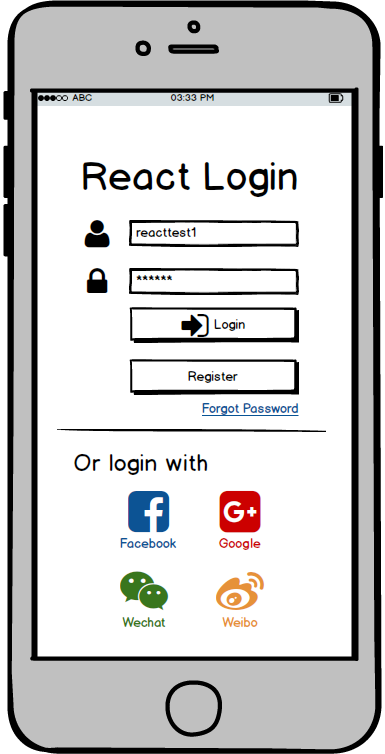 ABC 03:33 PM
React Login
reacttest1
******
Login
Register
Forgot Password
Or login with
f G+
Facebook Google
Wechat Weibo